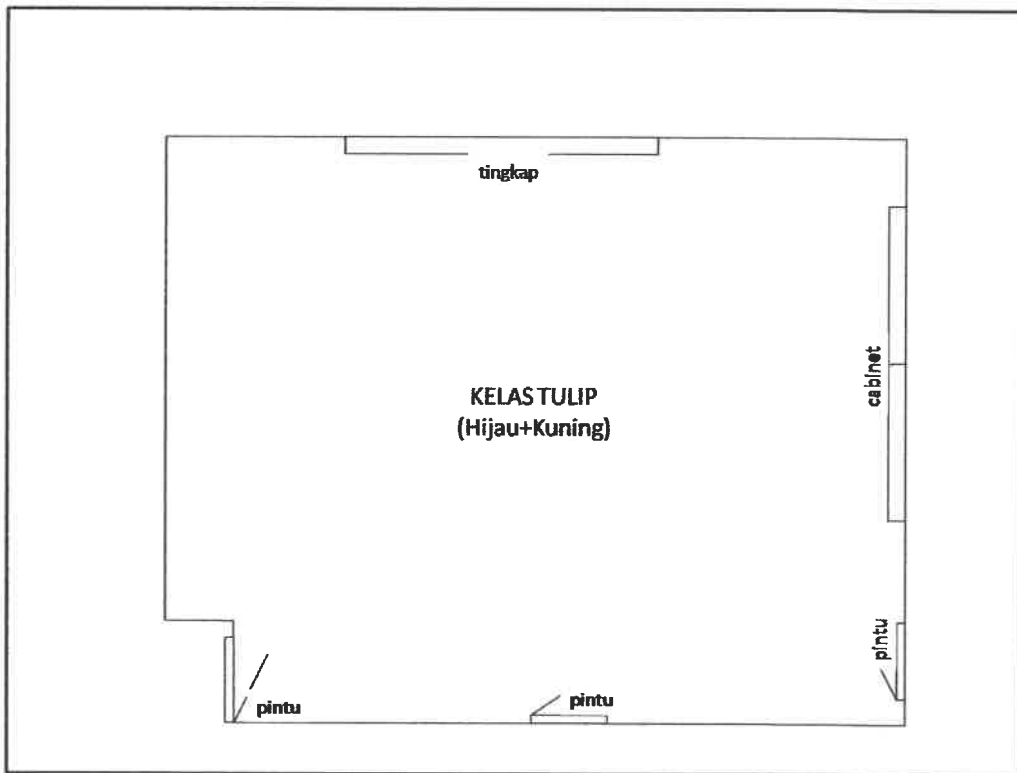 tingkap
cabinet
KELAS TULIP
(Hijau+Kuning)
pintu
pintu
pintu